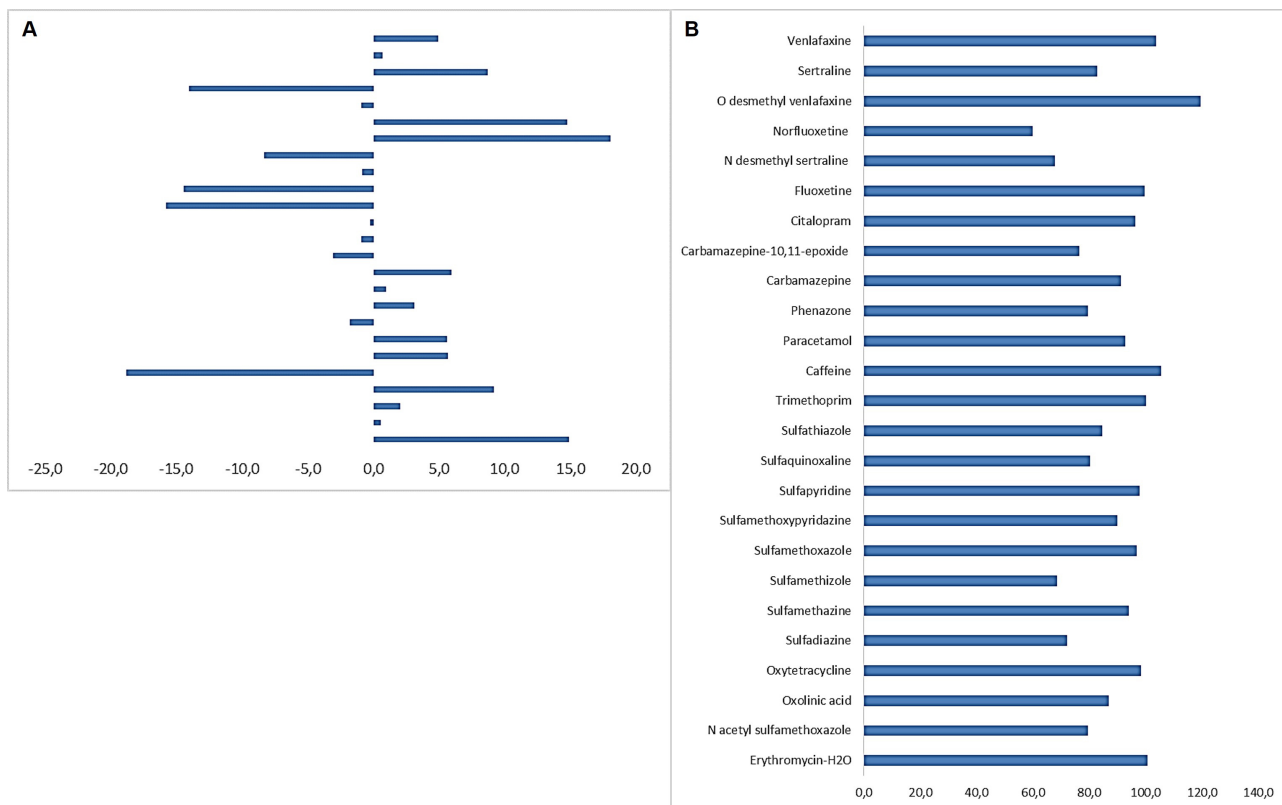 A
-25,0 -20,0 -15,0 -10,0 -5,0 0,0 5,0 10,0 15,0 20,0
B
Venlafaxine
Sertraline
O desmethyl venlafaxine
Norfluoxetine
N desmethyl sertraline
Fluoxetine
Citalopram
Carbamazepine-10,11-epoxide
Carbamazepine
Phenazone
Paracetamol
Caffeine
Trimethoprim
Sulfathiazole
Sulfaquinoxaline
Sulfapyridine
Sulfamethoxypyridazine
Sulfamethoxazole
Sulfamethizole
Sulfamethazine
Sulfadiazine
Oxytetracycline
Oxolinic acid
N acetyl sulfamethoxazole
Erythromycin-H2O
0,0 20,0 40,0 60,0 80,0 100,0 120,0 140,0